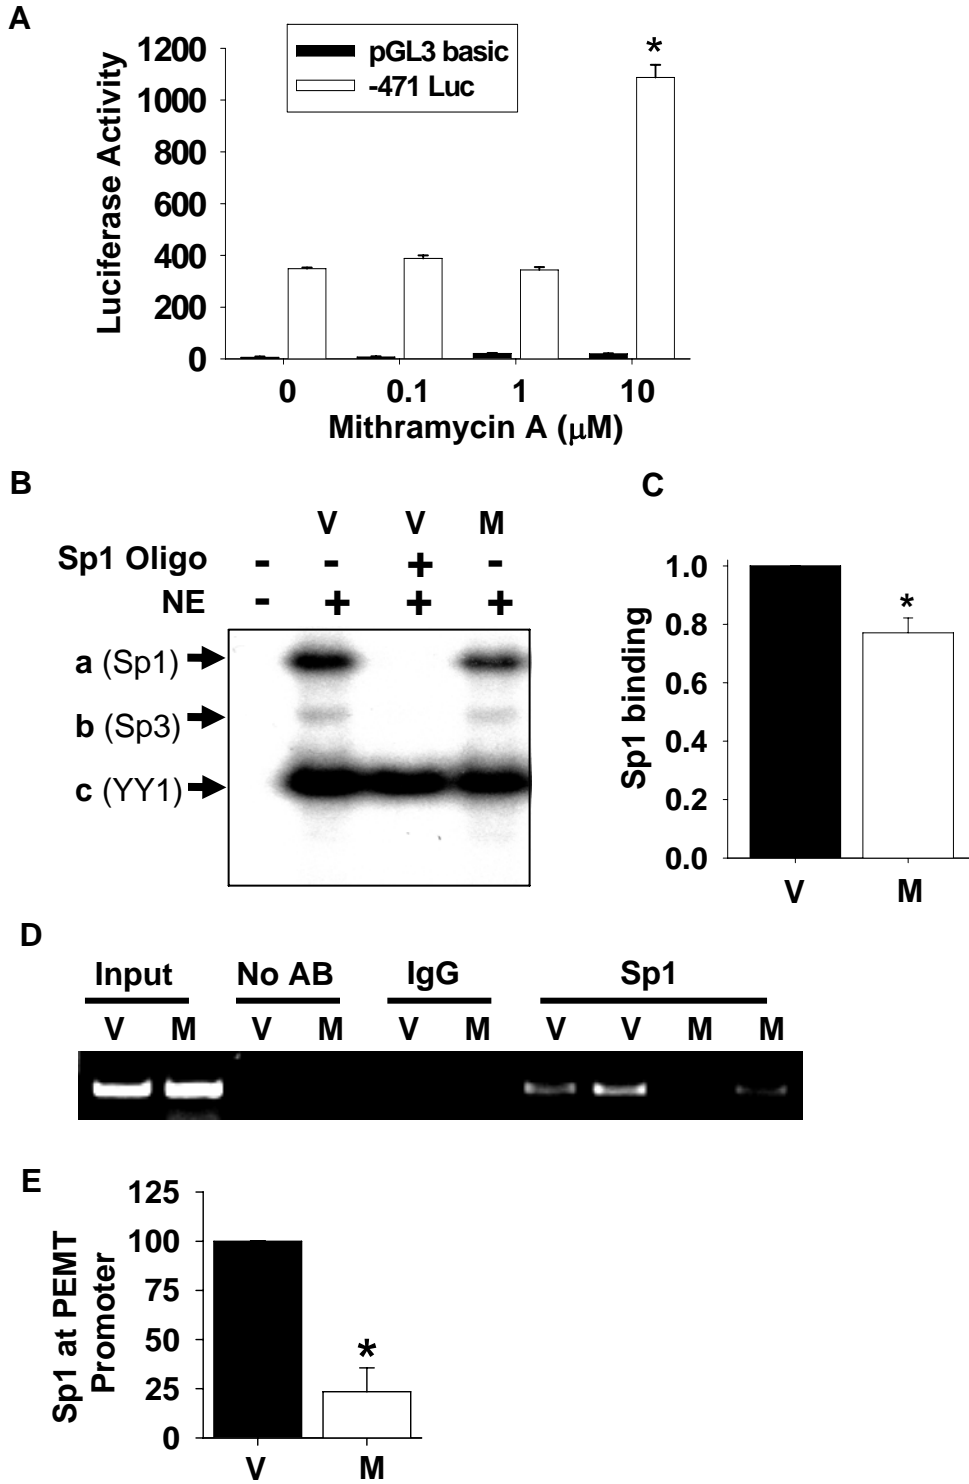 A
1200
1000
800
600
400
200
0
Luciferase Activity
pGL3 basic
-471 Luc
*
0 0.1 1 10
Mithramycin A (μM)
B
V V M
Sp1 Oligo - - + -
NE - + + +
a (Sp1)
b (Sp3)
c (YY1)
C
1.0
0.8
0.6
0.4
0.2
0.0
Sp1 binding
*
V M
D
Input No AB IgG Sp1
V M V M V M V V M M
E
125
100
75
50
25
0
Sp1 at PEMT
Promoter
*
V M